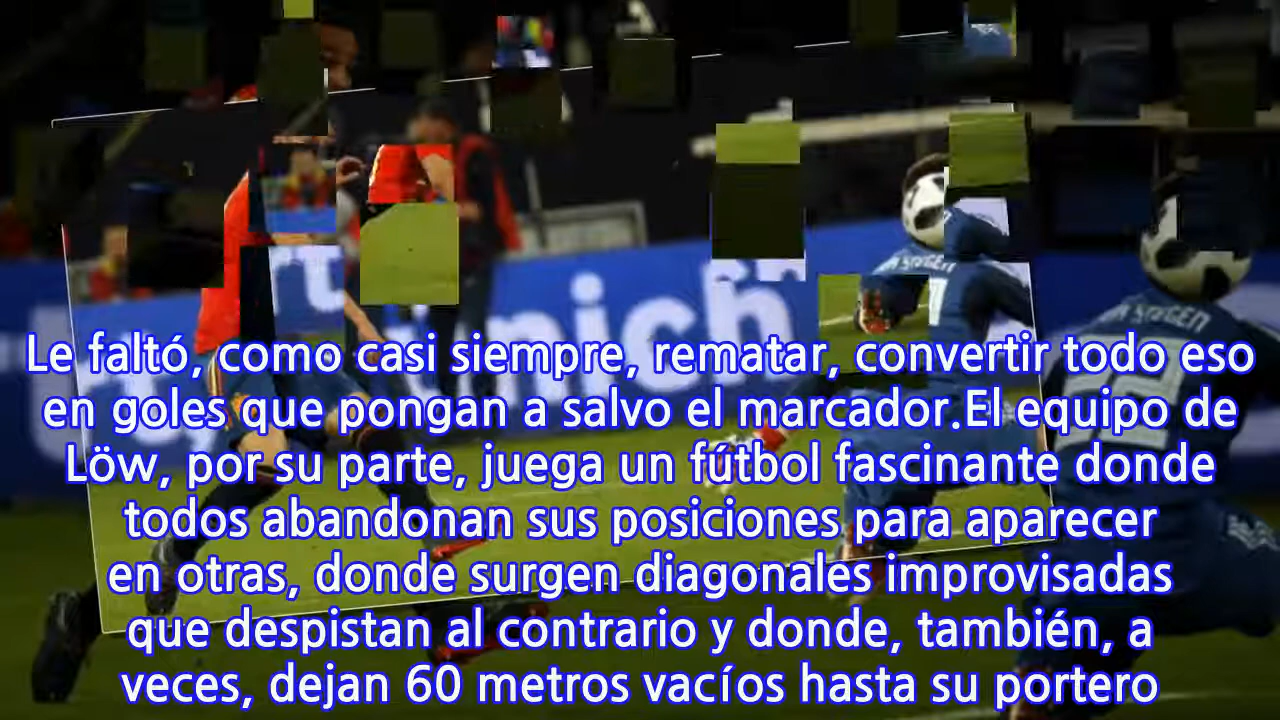 Le faltó, como casi siempre, rematar, convertir todo eso
en goles que pongan a salvo el marcador.El equipo de
Löw, por su parte, juega un fútbol fascinante donde
todos abandonan sus posiciones para aparecer
en otras, donde surgen diagonales improvisadas
que despistan al contrario y donde, también, a
veces, dejan 60 metros vacíos hasta su portero